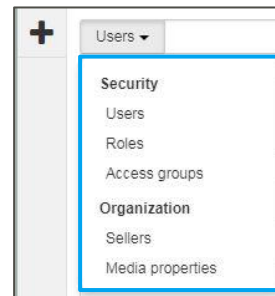 Users
Security
Users
Roles
Access groups
Organization
Sellers
Media properties